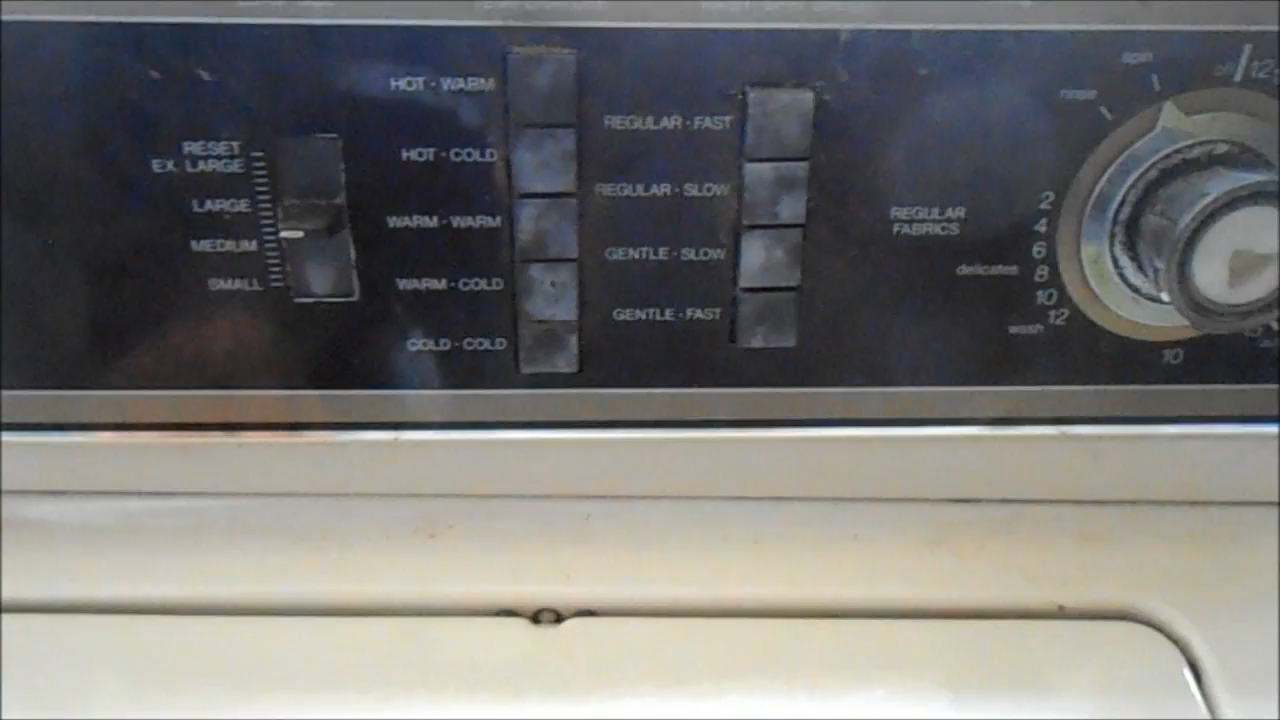 RESET
EX. LARGE
LARGE
MEDIUM
SMALL
HOT - WARM
HOT - COLD
WARM - WARM
WARM - COLD
COLD - COLD
REGULAR - FAST
REGULAR - SLOW
GENTLE - SLOW
GENTLE - FAST
REGULAR
FABRICS
delicates
wash
2
4
6
8
10
12
rinse
spin
off
12
10